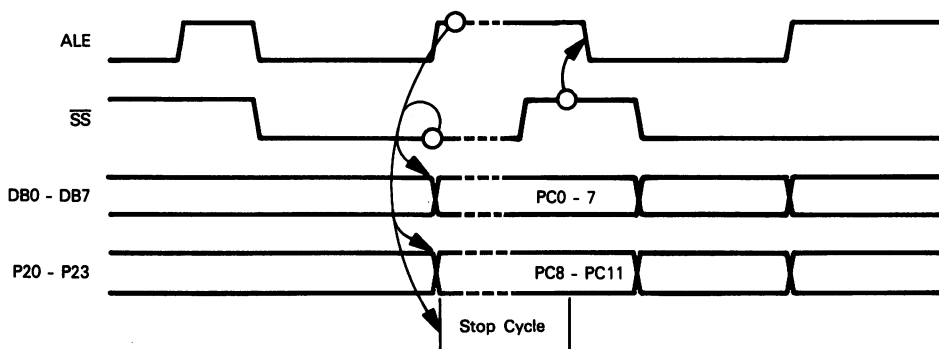 ALE
SS
DB0 - DB7
PC0 - 7
P20 - P23
PC8 - PC11
Stop Cycle